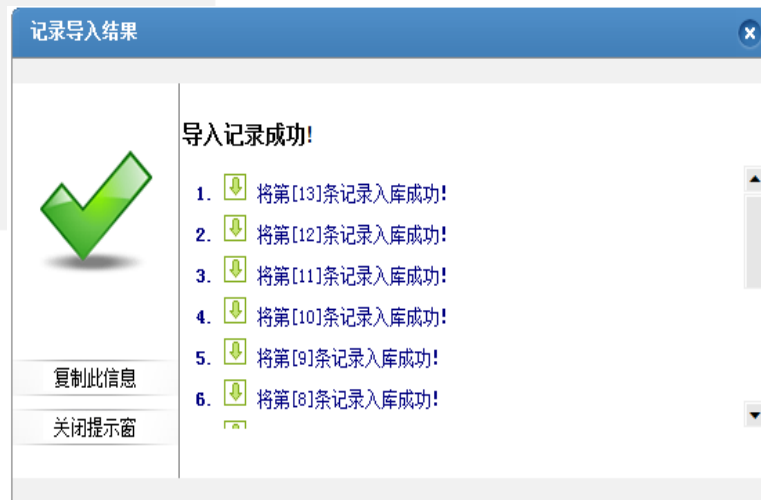 记录导入结果
导入记录成功!
1. 将第[13]条记录入库成功!
2. 将第[12]条记录入库成功!
3. 将第[11]条记录入库成功!
4. 将第[10]条记录入库成功!
5. 将第[9]条记录入库成功!
6. 将第[8]条记录入库成功!
复制此信息
关闭提示窗